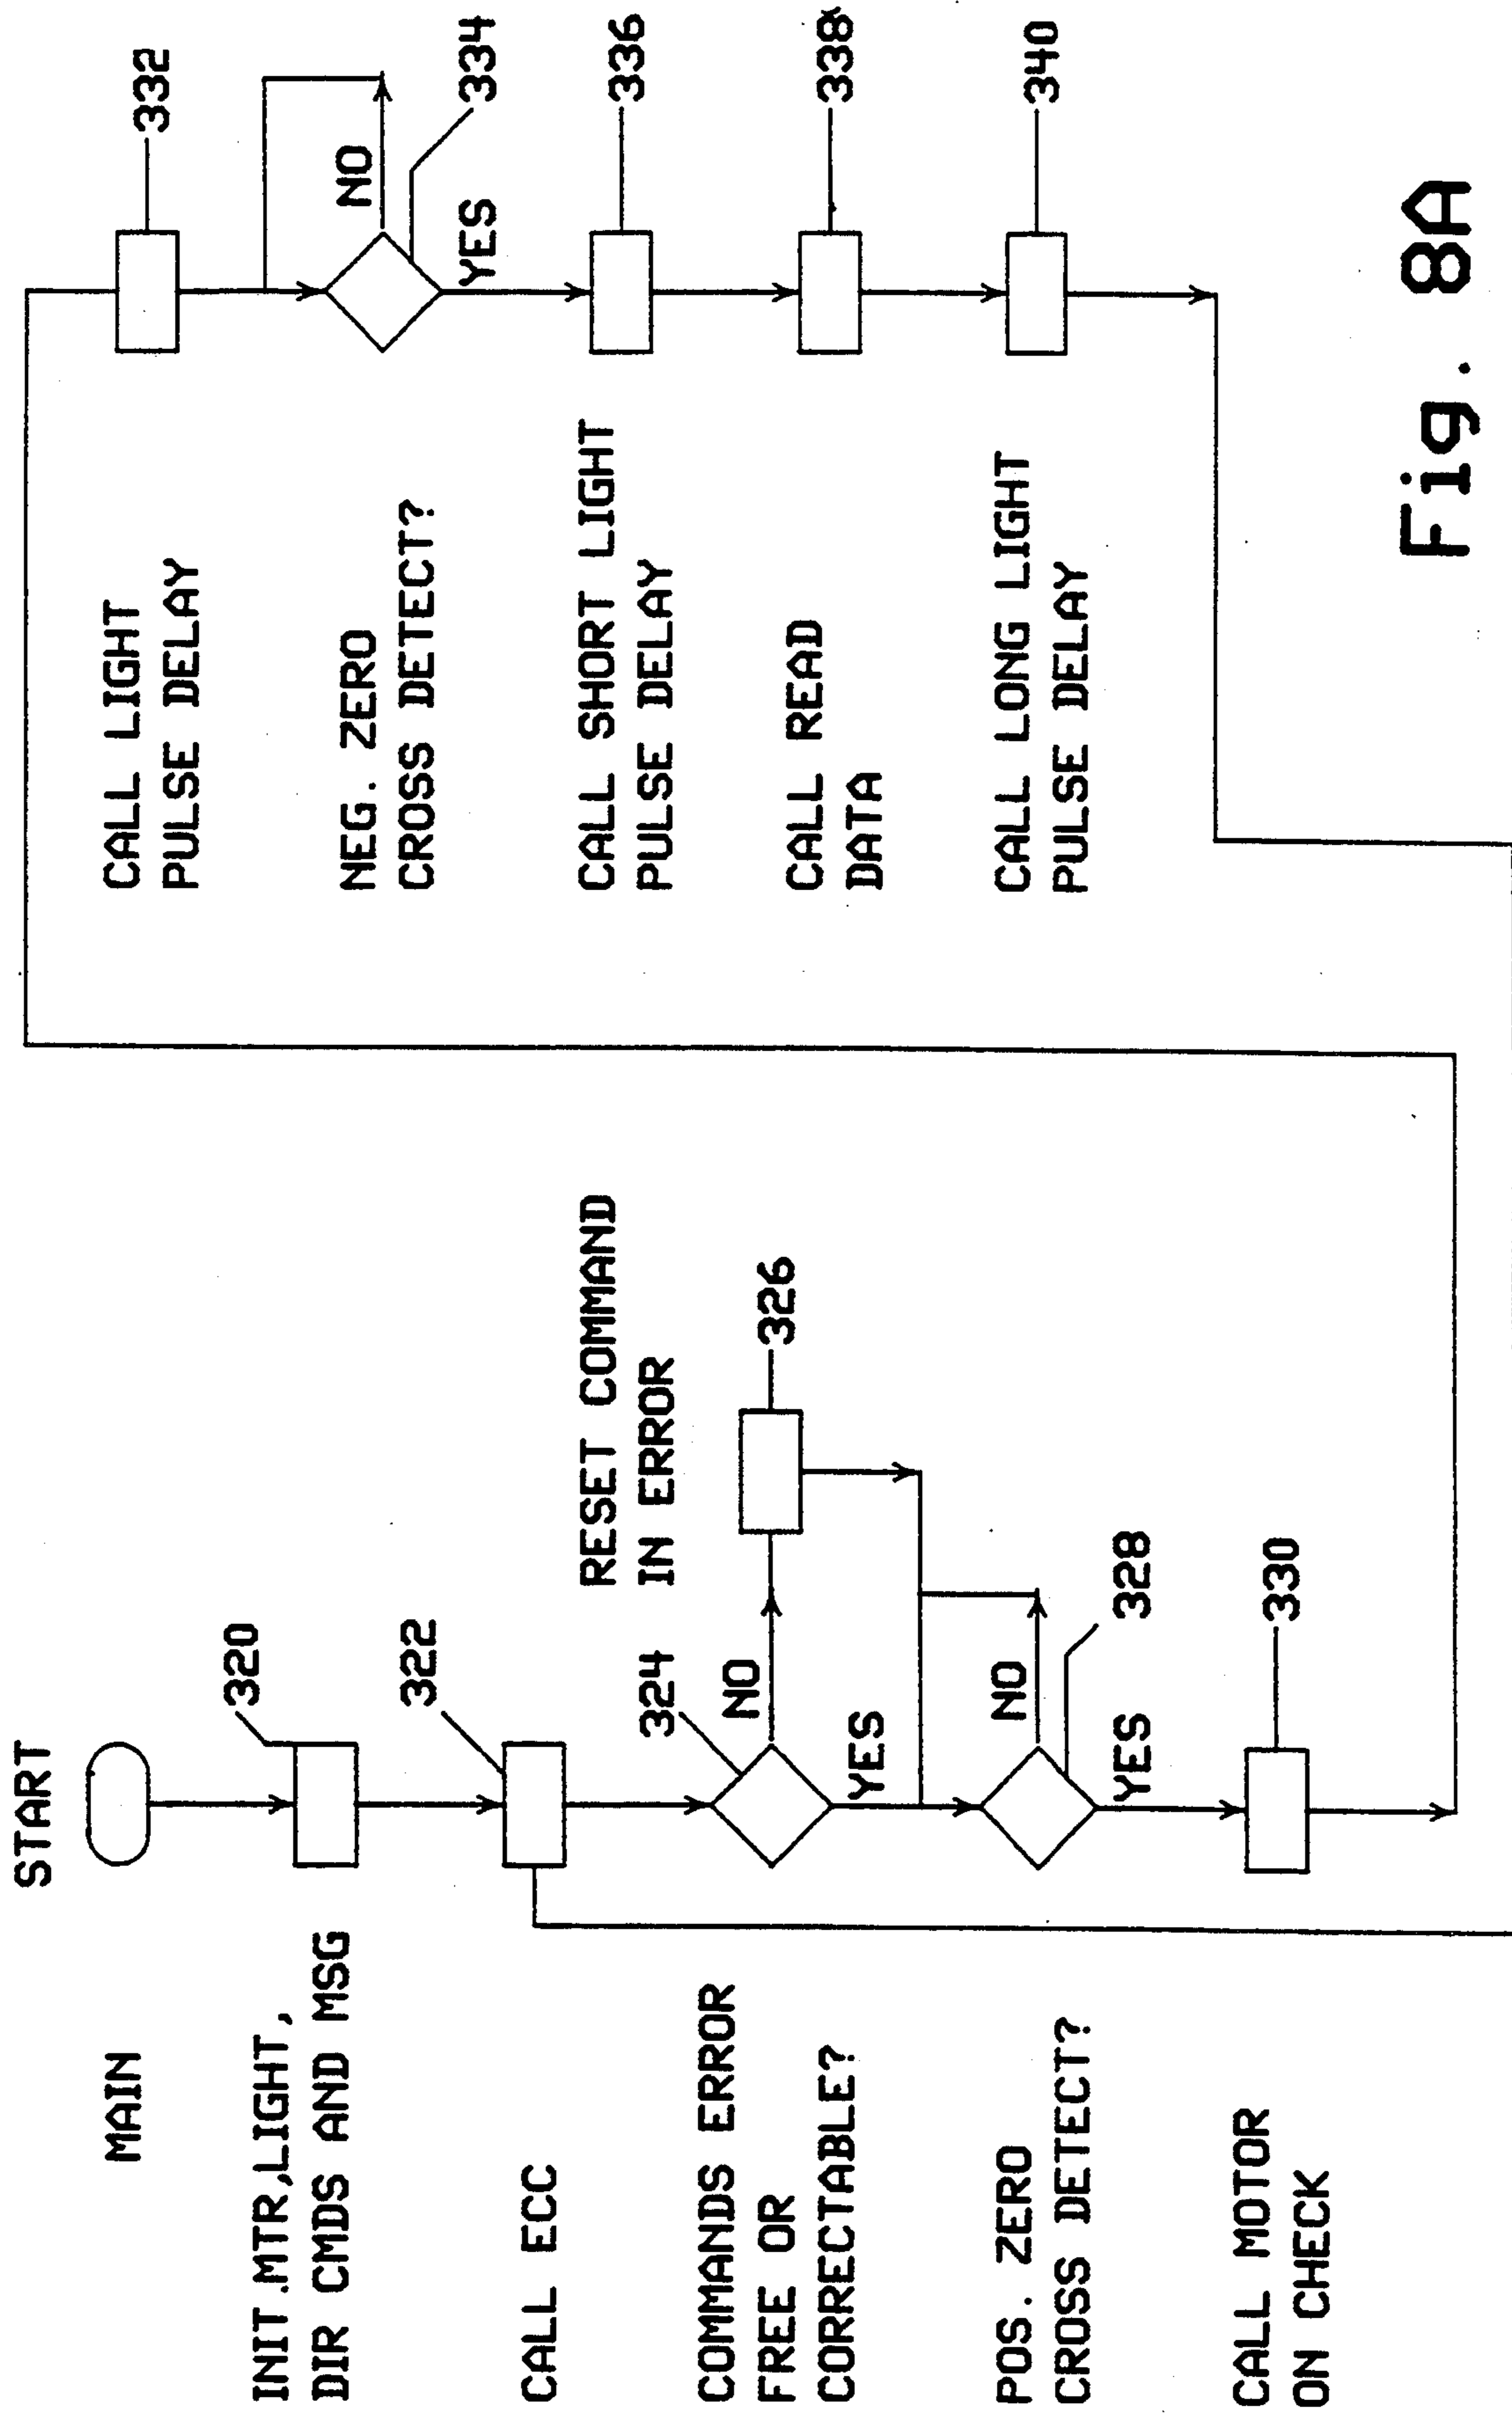 START
MAIN
INIT.MTR,LIGHT,
DIR CMDS AND MSG
320
CALL ECC
322
COMMANDS ERROR
FREE OR
CORRECTABLE?
324
NO
YES
RESET COMMAND
IN ERROR
326
POS. ZERO
CROSS DETECT?
NO
328
YES
CALL MOTOR
ON CHECK
330
CALL LIGHT
PULSE DELAY
332
NEG. ZERO
CROSS DETECT?
NO
334
YES
CALL SHORT LIGHT
PULSE DELAY
336
CALL READ
DATA
338
CALL LONG LIGHT
PULSE DELAY
340
Fig. 8A